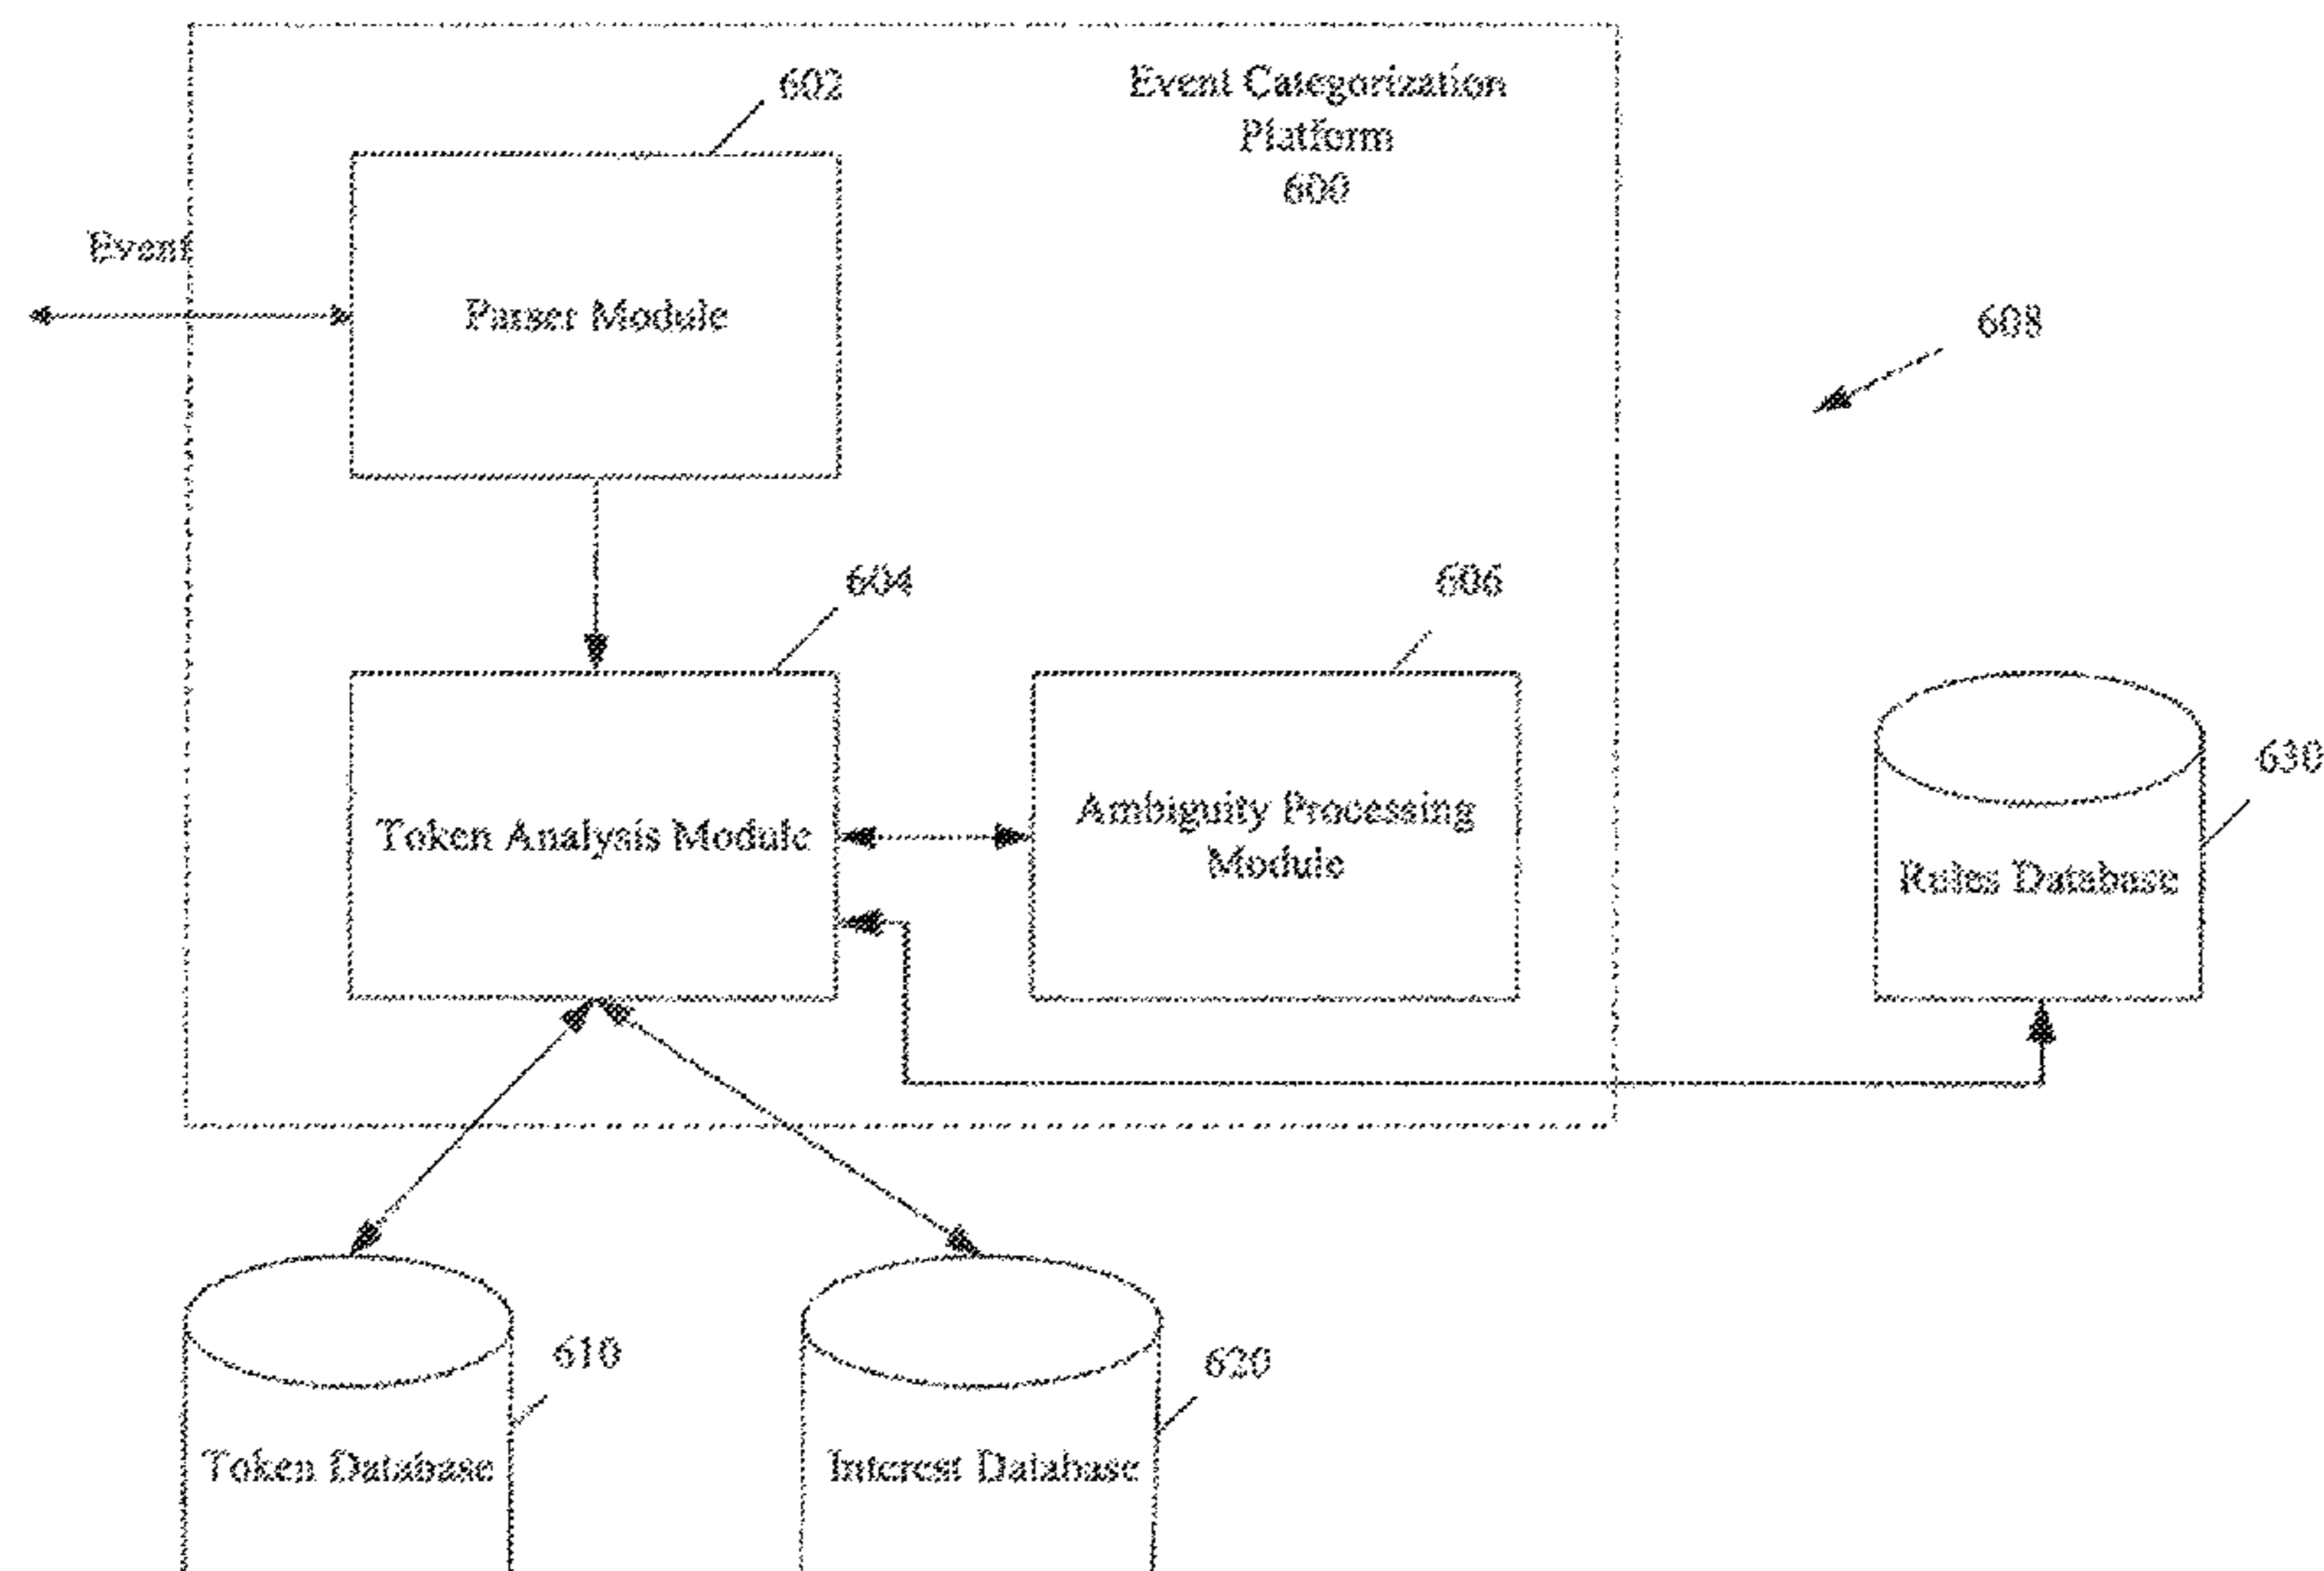 602
Event Categorization
Platform
600
Event
Parser Module
608
604
606
630
Token Analysis Module
Ambiguity Processing
Module
Rules Database
610
620
Token Database
Interest Database